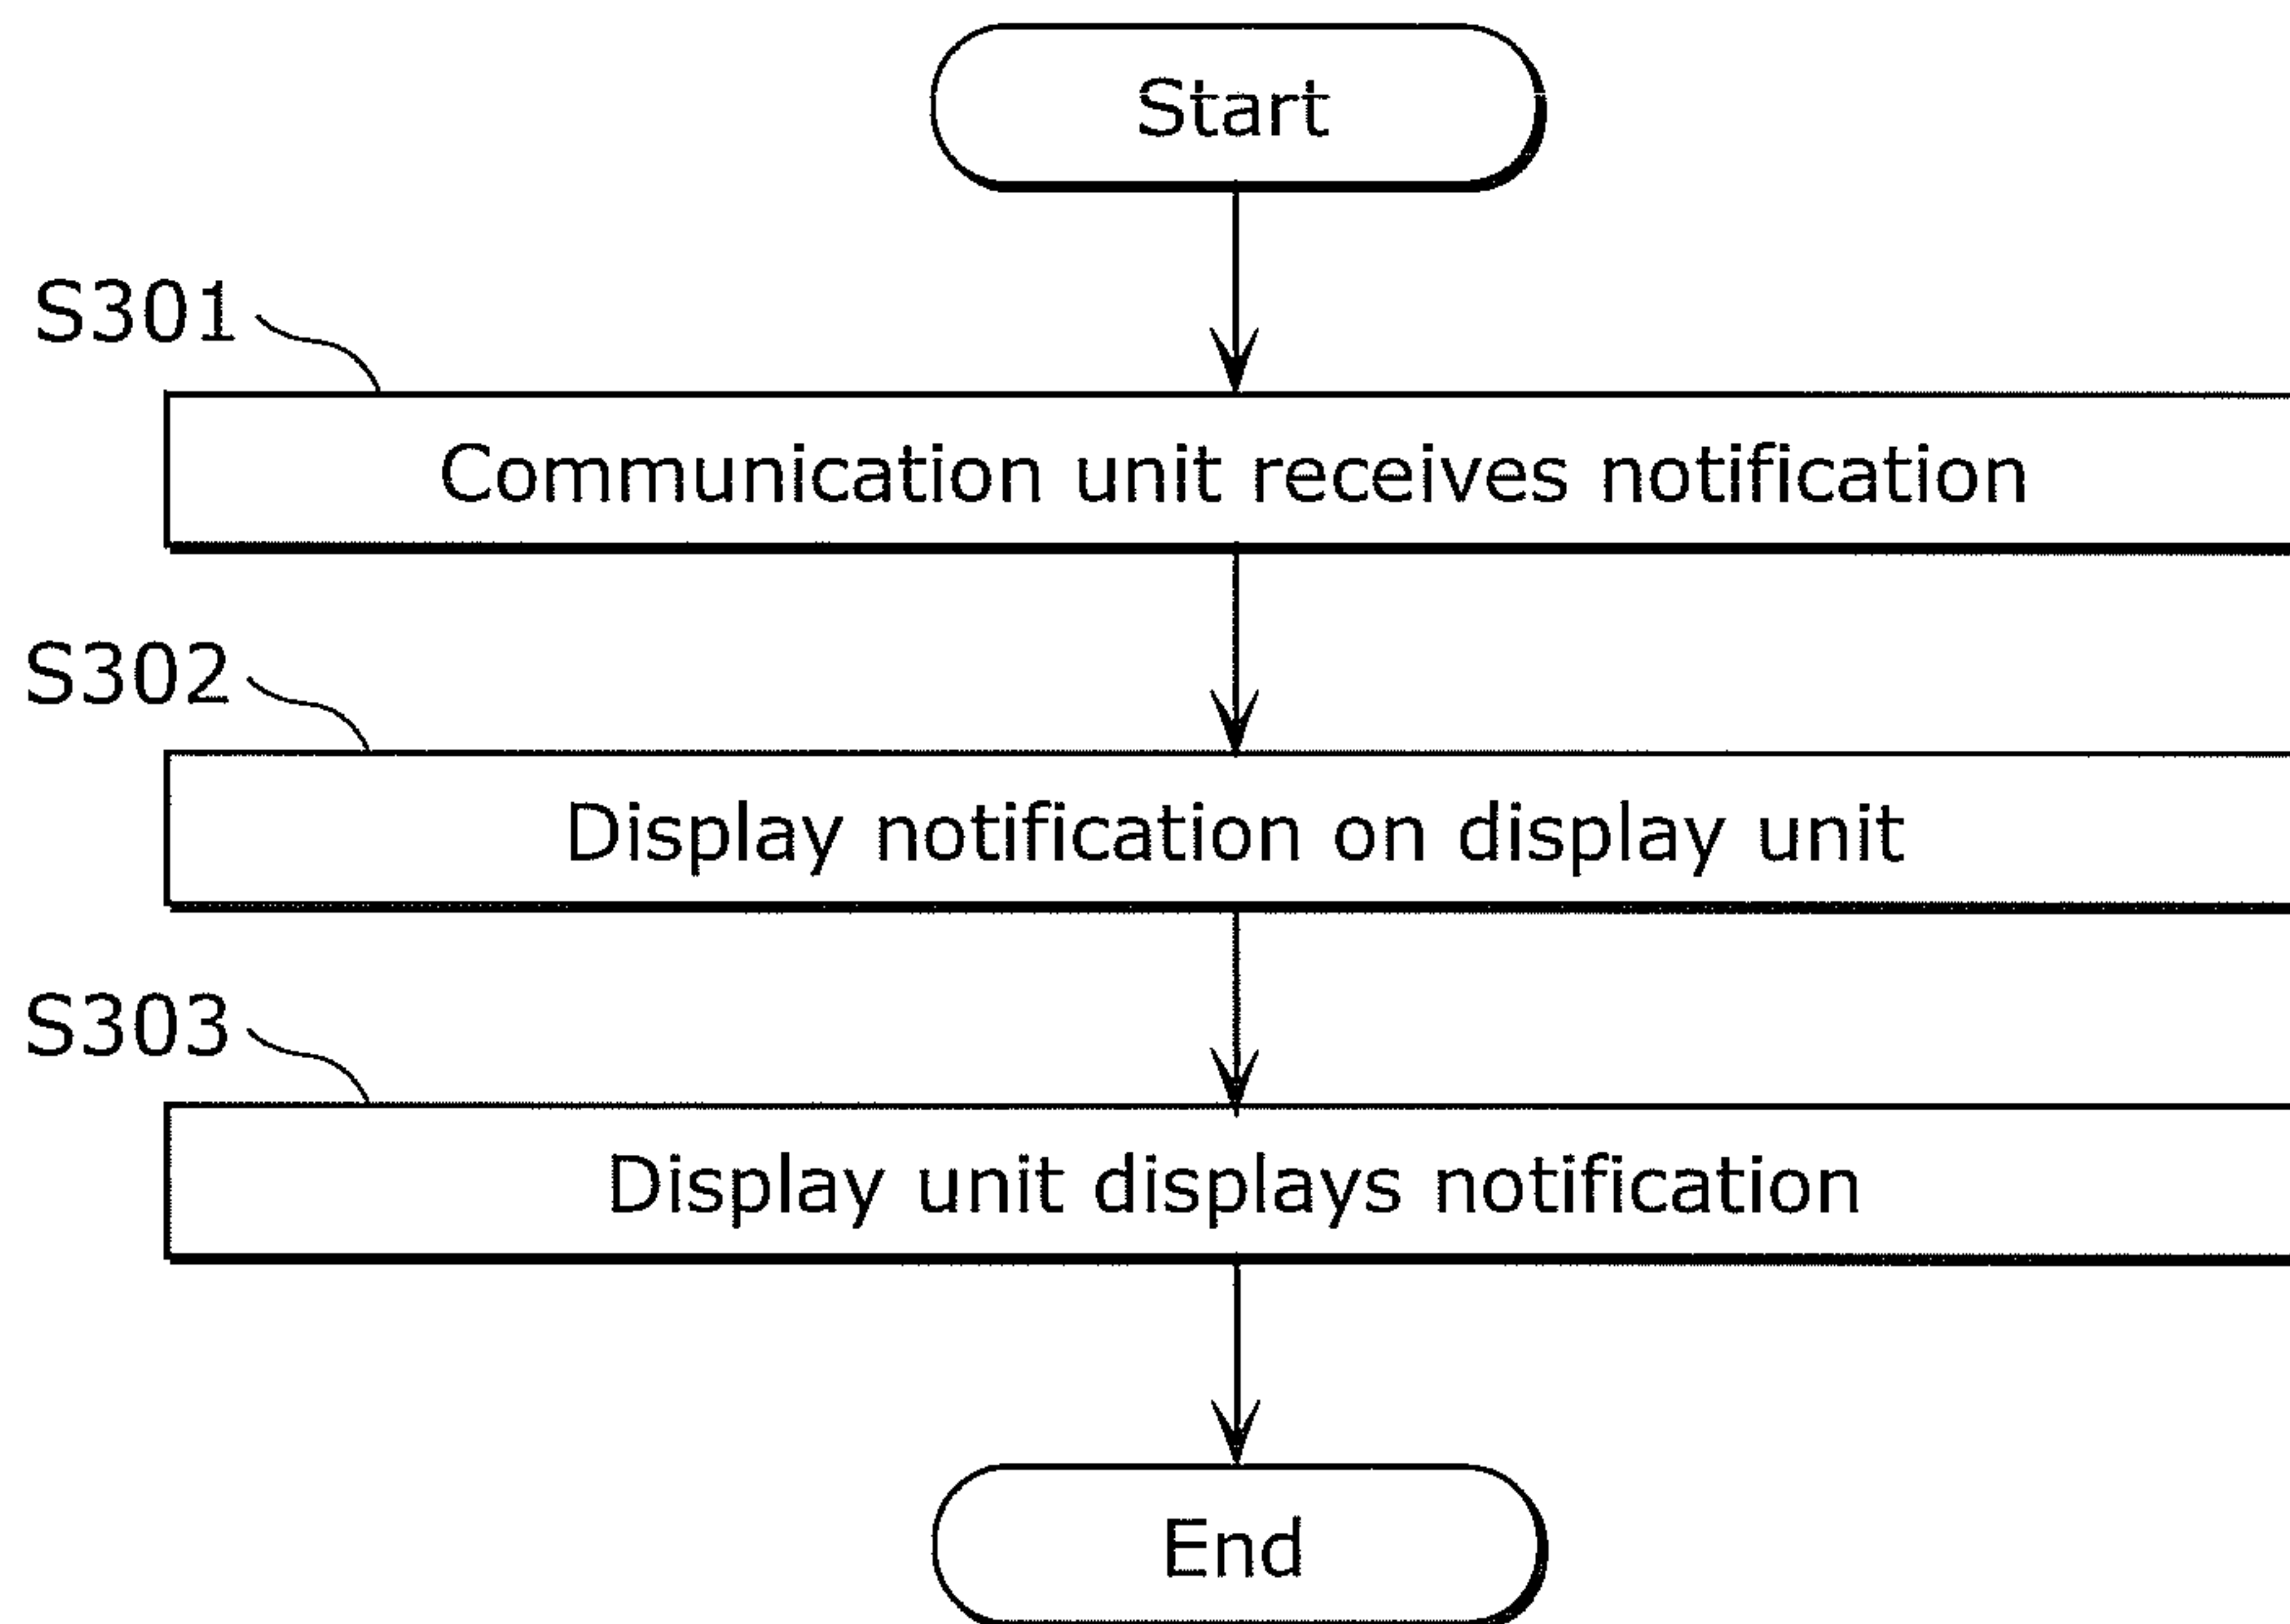 Start
S301
Communication unit receives notification
S302
Display notification on display unit
S303
Display unit displays notification
End